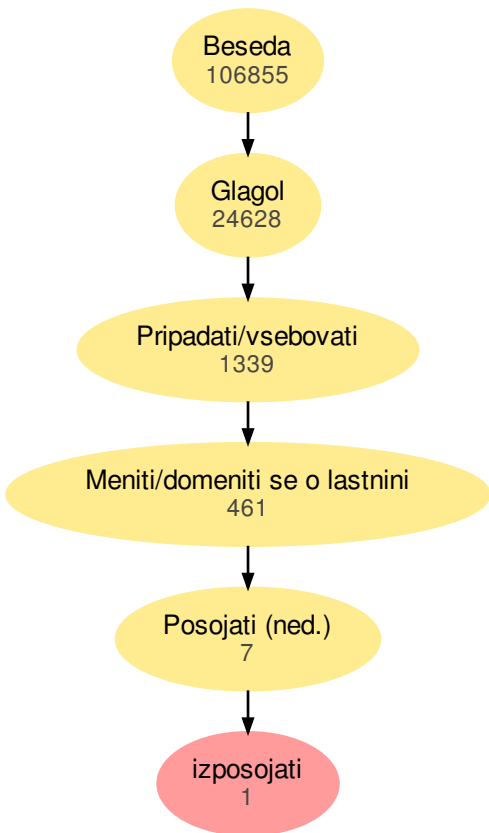 Beseda
106855
Glagol
24628
Pripadati/vsebovati
1339
Meniti/domeniti se o lastnini
461
Posojati (ned.)
7
izposojati
1